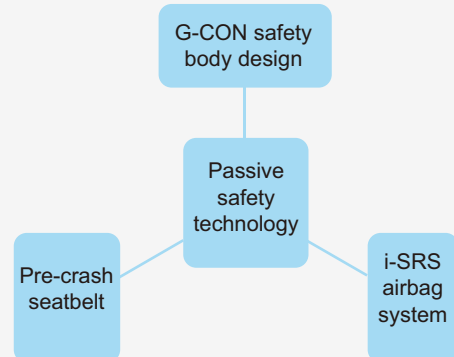 G-CON safety
body design
Passive
safety
technology
Pre-crash
seatbelt
i-SRS
airbag
system